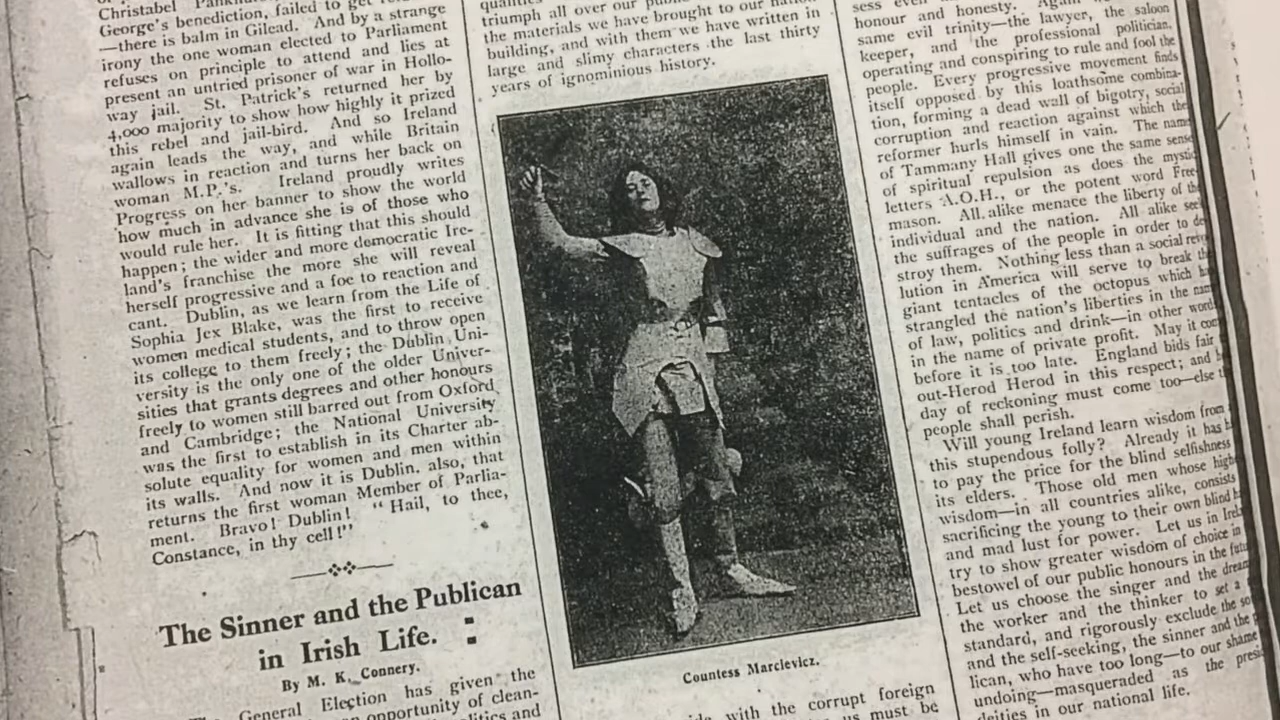 Christabel
George's benediction, failed to get
—there is balm in Gilead. And by a strange
irony the one woman elected to Parliament
refuses on principle to attend and lies at
present an untried prisoner of war in Hollo-
way jail. St. Patrick's returned her by
4,000 majority to show how highly it prized
this rebel and jail-bird. And so Ireland
again leads the way, and while Britain
wallows in reaction and turns her back on
woman M.P.'s. Ireland proudly writes
Progress on her banner to show the world
how much in advance she is of those who
would rule her. It is fitting that this should
happen; the wider and more democratic Ire-
land's franchise the more she will reveal
herself progressive and a foe to reaction and
cant. Dublin, as we learn from the Life of
Sophia Jex Blake, was the first to receive
women medical students, and to throw open
its college to them freely; the Dublin Uni-
versity is the only one of the older Univer-
sities that grants degrees and other honours
freely to women still barred out from Oxford
and Cambridge; the National University
was the first to establish in its Charter ab-
solute equality for women and men within
its walls. And now it is Dublin, also, that
returns the first woman Member of Parlia-
ment. Bravo! Dublin! "Hail, to thee,
Constance, in thy cell!"
The Sinner and the Publican
in Irish Life.
By M. K. Connery.
General Election has given the
opportunity of clean-
and
triumph all over our
the materials we have brought to our
building, and with them we have written in
large and slimy characters the last thirty
years of ignominious history.
Countess Marcievicz.
with the corrupt foreign
us must be
honour and honesty.
same evil trinity—the lawyer, the saloon
keeper, and the professional politician,
operating and conspiring to rule and fool the
people. Every progressive movement finds
itself opposed by this loathsome combina-
tion, forming a dead wall of bigotry, social
corruption and reaction against which the
reformer hurls himself in vain. The name
of Tammany Hall gives one the same sense
of spiritual repulsion as does the mystic
letters A.O.H., or the potent word Free-
mason. All alike menace the liberty of the
individual and the nation. All alike
the suffrages of the people in order to
stroy them. Nothing less than a social
lution in America will serve to break
giant tentacles of the octopus which
strangled the nation's liberties in the
of law, politics and drink—in other
in the name of private profit. May it
before it is too late. England bids fair
out-Herod Herod in this respect; and
day of reckoning must come too—else
people shall perish.
Will young Ireland learn wisdom from
this stupendous folly? Already it has
to pay the price for the blind selfishness
its elders. Those old men whose
wisdom—in all countries alike, consists
sacrificing the young to their own blind
and mad lust for power. Let us in
try to show greater wisdom of choice in
bestowel of our public honours in the
Let us choose the singer and the
the worker and the thinker to set a
standard, and rigorously exclude the
and the self-seeking, the sinner and the
lican, who have too long—to our shame
undoing—masqueraded as the
deities in our national life.